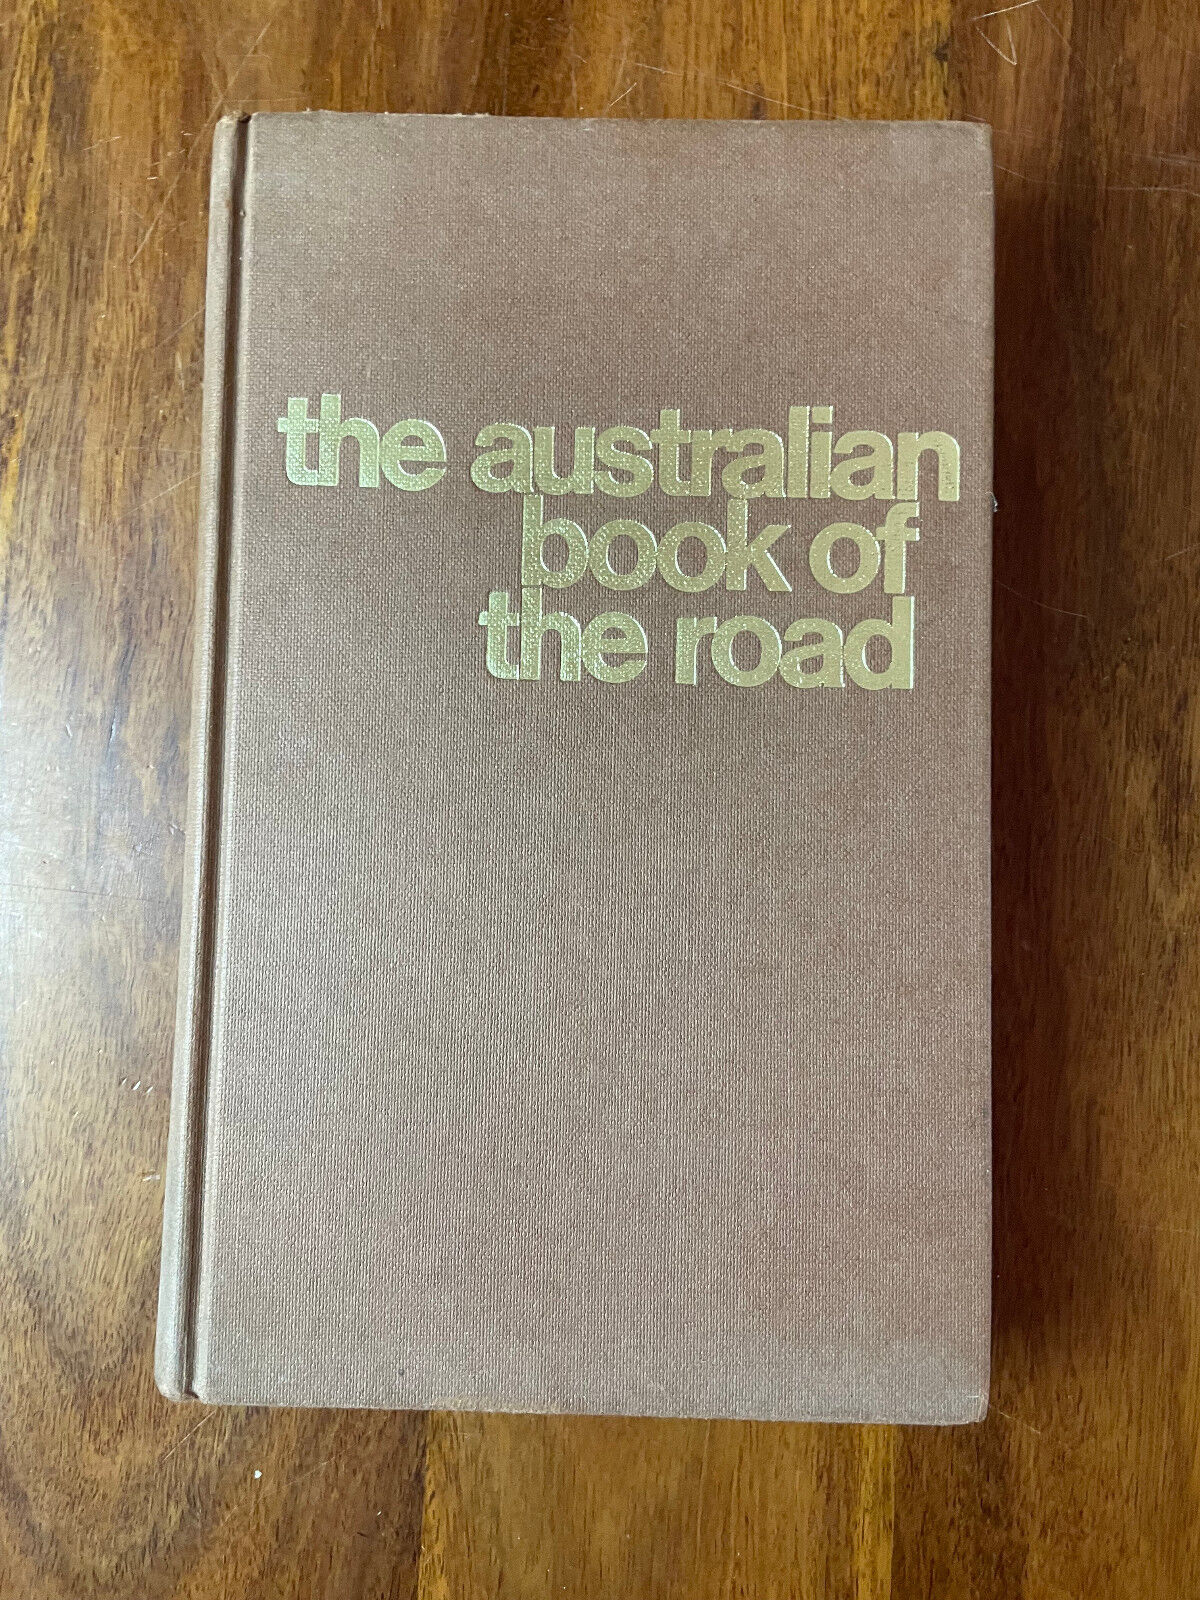 the australian
book of
the road